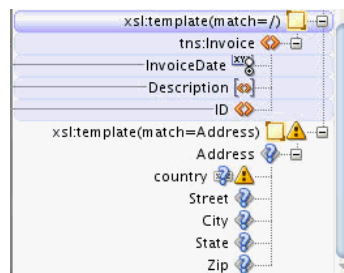 xsl:template(match=/)
tns:Invoice
InvoiceDate
Description
ID
xsl:template(match=Address)
Address
country
Street
City
State
Zip